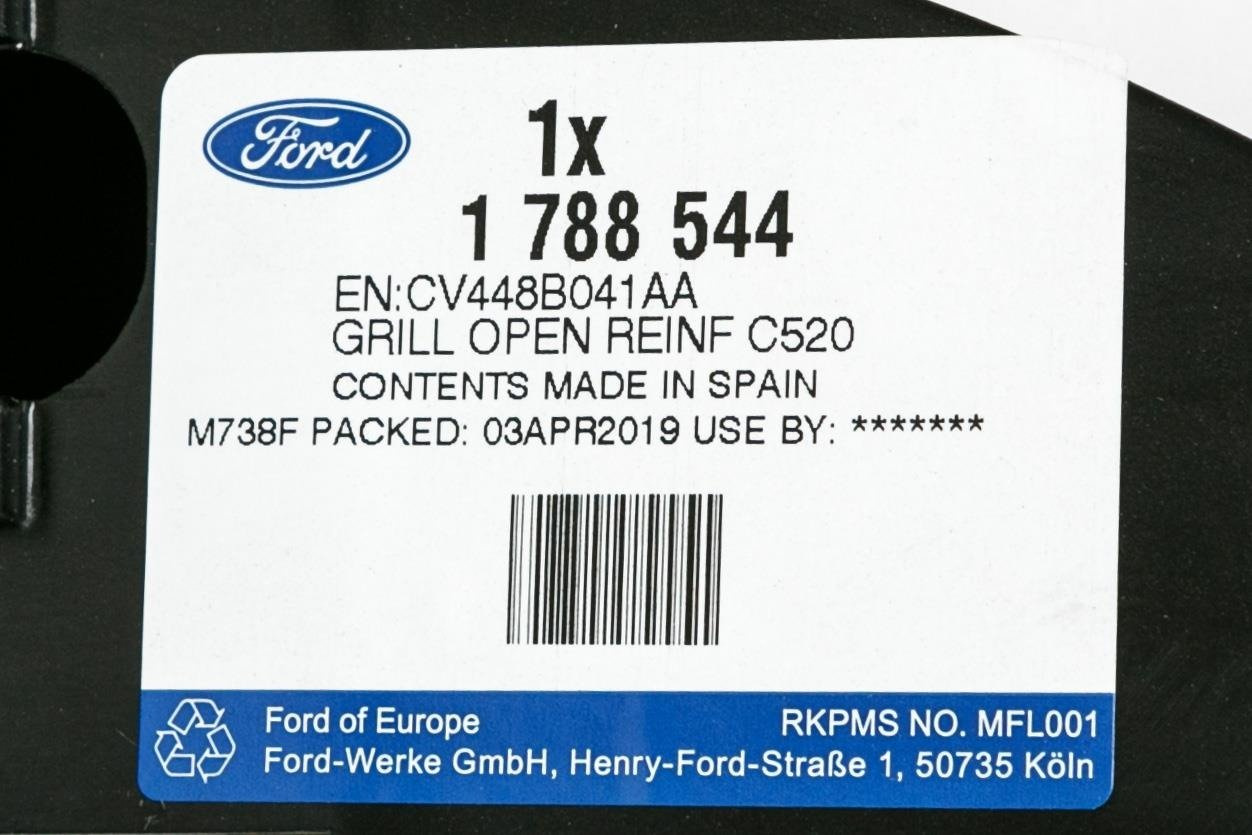 Ford
1x
1 788 544
EN:CV448B041AA
GRILL OPEN REINF C520
CONTENTS MADE IN SPAIN
M738F PACKED: 03APR2019 USE BY: *******
Ford of Europe
RKPMS NO. MFL001
Ford-Werke GmbH, Henry-Ford-Straße 1, 50735 Köln